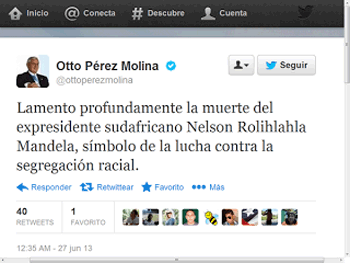 Inicio @ Conecta # Descubre Cuenta
Otto Pérez Molina
@ottoperezmolina
Seguir
Lamento profundamente la muerte del
expresidente sudafricano Nelson Rolihlahla
Mandela, símbolo de la lucha contra la
segregación racial.
Responder Retwittear Favorito Más
40 1
RETWEETS FAVORITO
12:35 AM - 27 jun 13